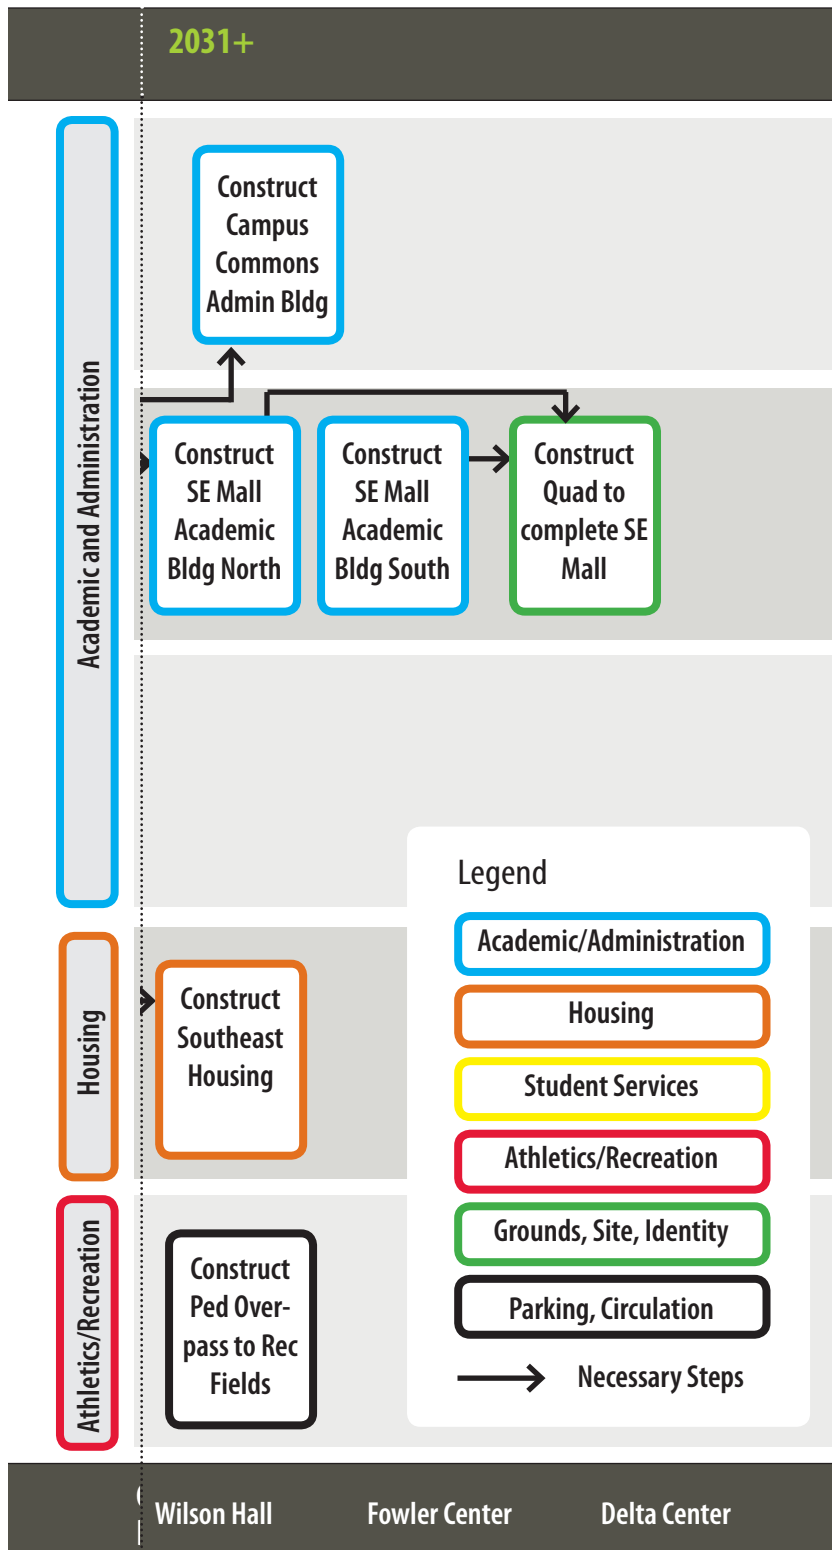 2031+
Academic and Administration
Construct
Campus
Commons
Admin Bldg
Construct
SE Mall
Academic
Bldg North
Construct
SE Mall
Academic
Bldg South
Construct
Quad to
complete SE
Mall
Housing
Construct
Southeast
Housing
Athletics/Recreation
Construct
Ped Over-
pass to Rec
Fields
Legend
Academic/Administration
Housing
Student Services
Athletics/Recreation
Grounds, Site, Identity
Parking, Circulation
Necessary Steps
Wilson Hall
Fowler Center
Delta Center